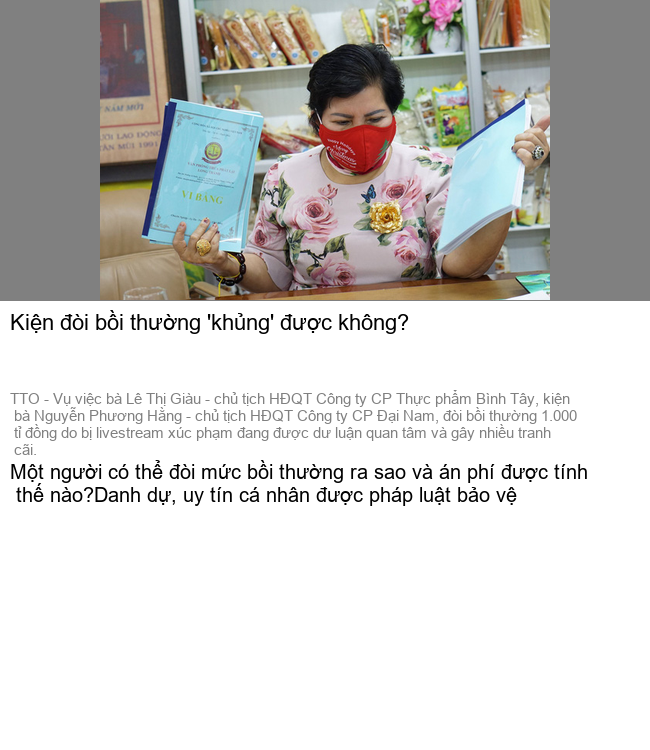 NĂM MỚI
LAO ĐỘNG
VI BẰNG
Kiện đòi bồi thường 'khủng' được không?
TTO - Vụ việc bà Lê Thị Giàu - chủ tịch HĐQT Công ty CP Thực phẩm Bình Tây, kiện
bà Nguyễn Phương Hằng - chủ tịch HĐQT Công ty CP Đại Nam, đòi bồi thường 1.000
tỉ đồng do bị livestream xúc phạm đang được dư luận quan tâm và gây nhiều tranh
cãi.
Một người có thể đòi mức bồi thường ra sao và án phí được tính
thế nào?Danh dự, uy tín cá nhân được pháp luật bảo vệ